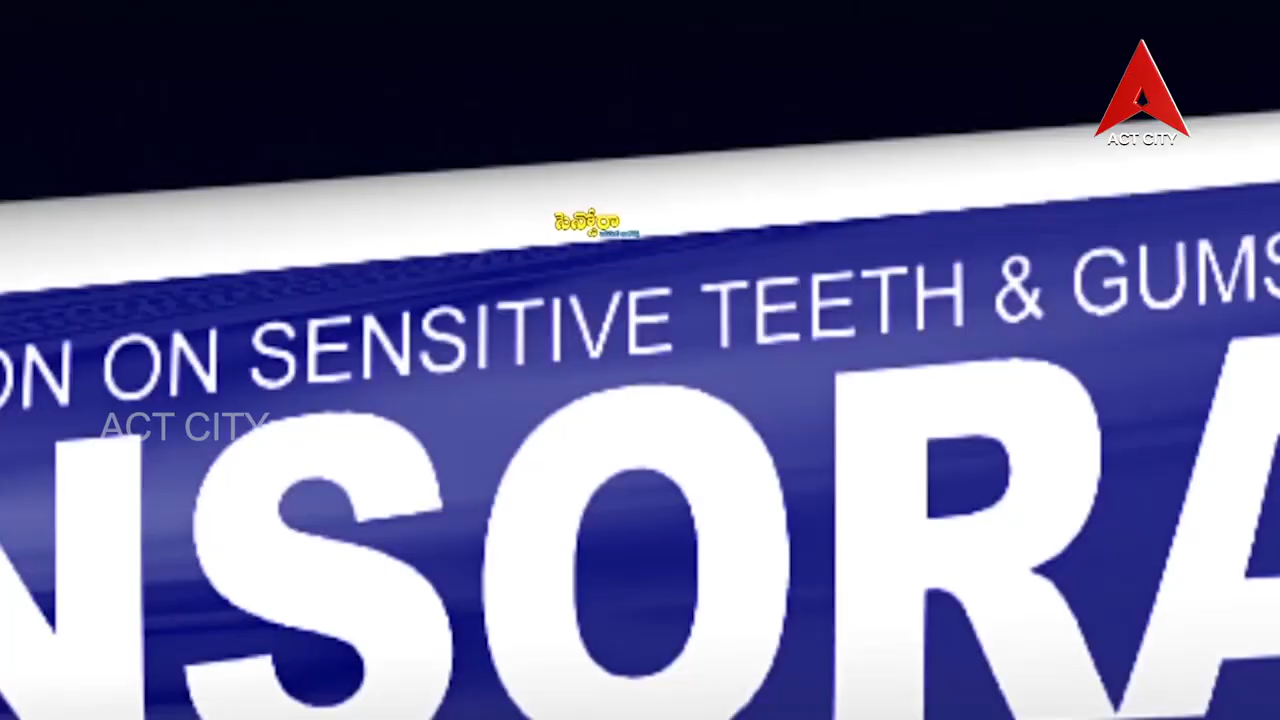 ACT CITY
సెన్సోరా
ON ON SENSITIVE TEETH & GUMS
ACT CITY
NSORA